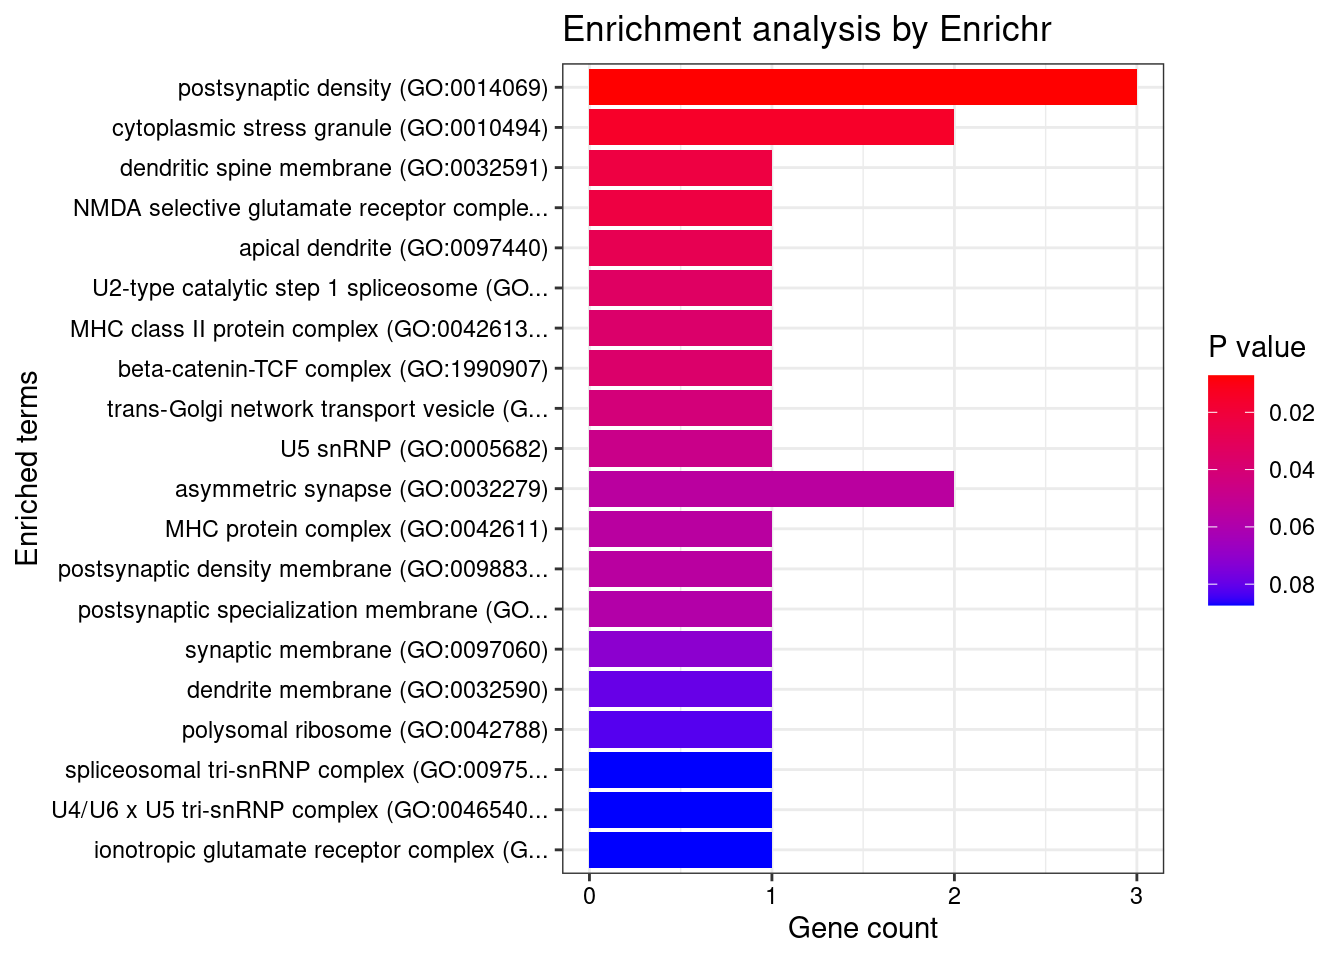 Enrichment analysis by Enrichr
postsynaptic density (GO:0014069)
cytoplasmic stress granule (GO:0010494)
dendritic spine membrane (GO:0032591)
NMDA selective glutamate receptor comple...
apical dendrite (GO:0097440)
U2-type catalytic step 1 spliceosome (GO...
MHC class II protein complex (GO:0042613...
beta-catenin-TCF complex (GO:1990907)
trans-Golgi network transport vesicle (G...
U5 snRNP (GO:0005682)
asymmetric synapse (GO:0032279)
MHC protein complex (GO:0042611)
postsynaptic density membrane (GO:009883...
postsynaptic specialization membrane (GO...
synaptic membrane (GO:0097060)
dendrite membrane (GO:0032590)
polysomal ribosome (GO:0042788)
spliceosomal tri-snRNP complex (GO:00975...
U4/U6 x U5 tri-snRNP complex (GO:0046540...
ionotropic glutamate receptor complex (G...
Enriched terms
0 1 2 3
Gene count
P value
0.02
0.04
0.06
0.08